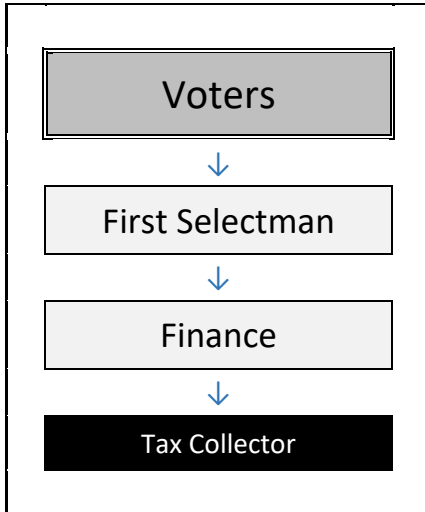 Voters
↓
First Selectman
↓
Finance
↓
Tax Collector